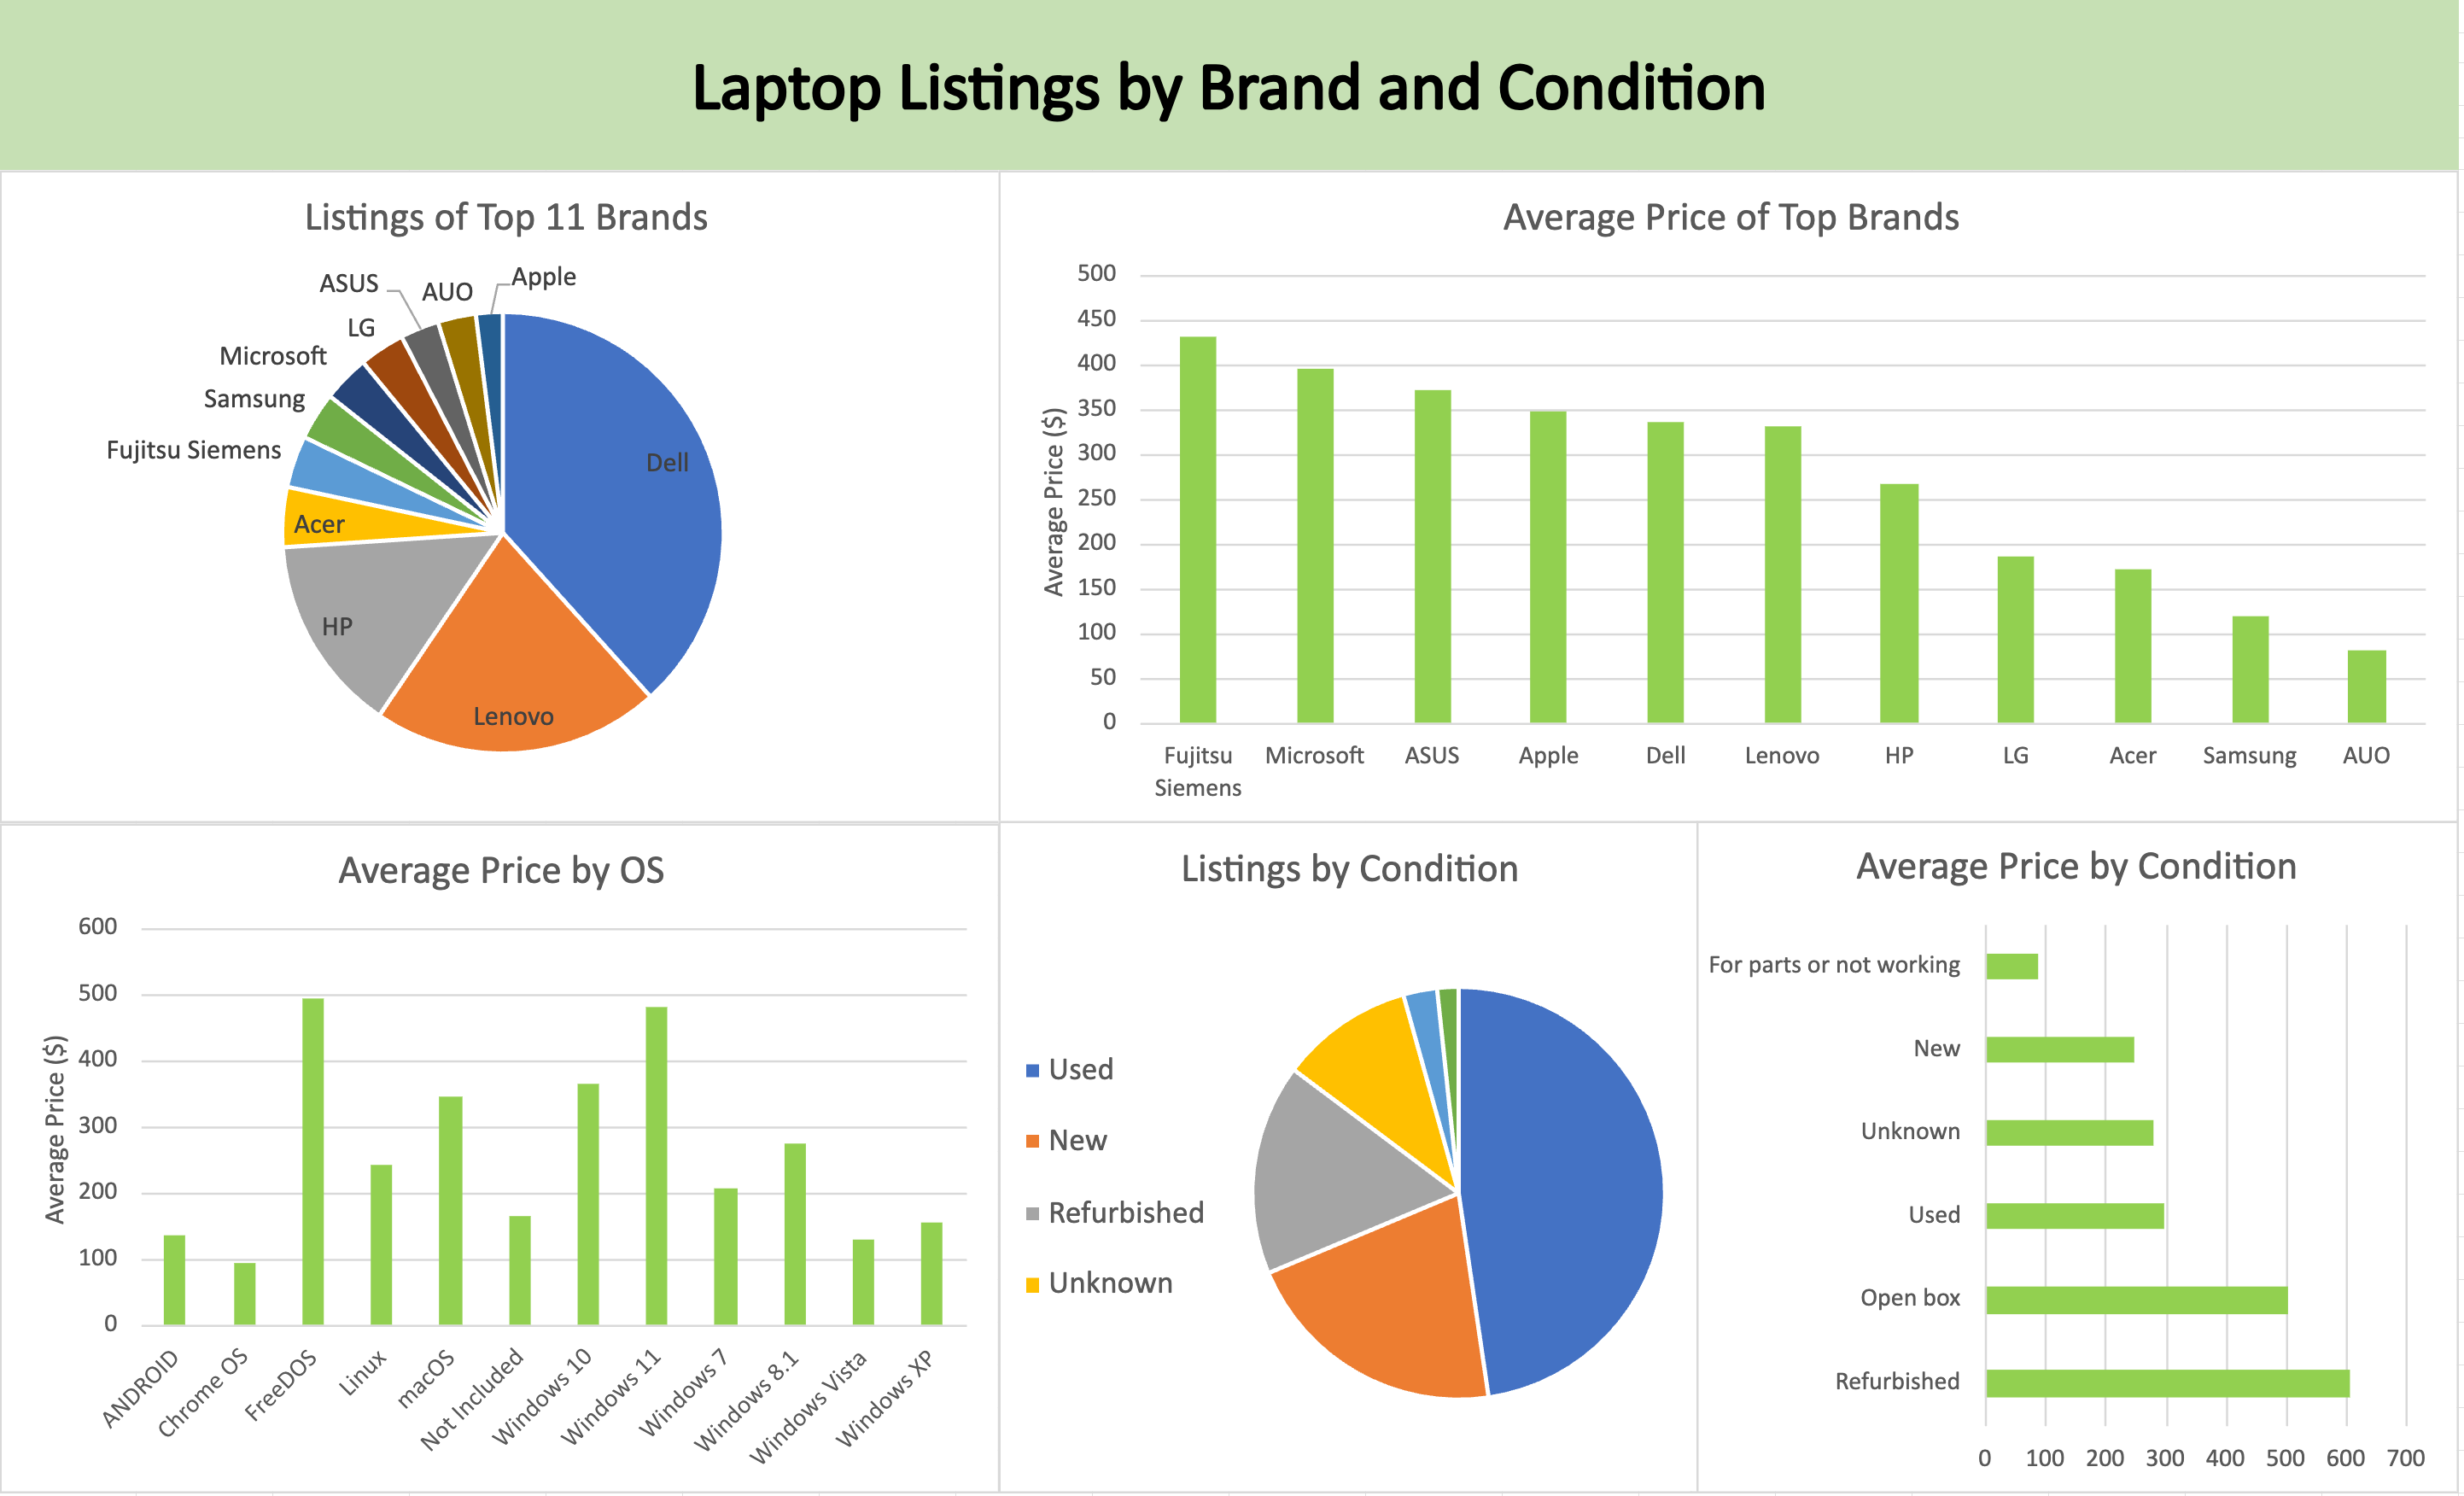 Laptop Listings by Brand and Condition
Listings of Top 11 Brands
ASUS
AUO
Apple
LG
Microsoft
Samsung
Fujitsu Siemens
Dell
Acer
HP
Lenovo
Average Price of Top Brands
Average Price ($)
500
450
400
350
300
250
200
150
100
50
0
Fujitsu Siemens
Microsoft
ASUS
Apple
Dell
Lenovo
HP
LG
Acer
Samsung
AUO
Average Price by OS
Average Price ($)
600
500
400
300
200
100
0
ANDROID
Chrome OS
FreeDOS
Linux
macOS
Not Included
Windows 10
Windows 11
Windows 7
Windows 8.1
Windows Vista
Windows XP
Listings by Condition
Used
New
Refurbished
Unknown
Average Price by Condition
For parts or not working
New
Unknown
Used
Open box
Refurbished
0 100 200 300 400 500 600 700